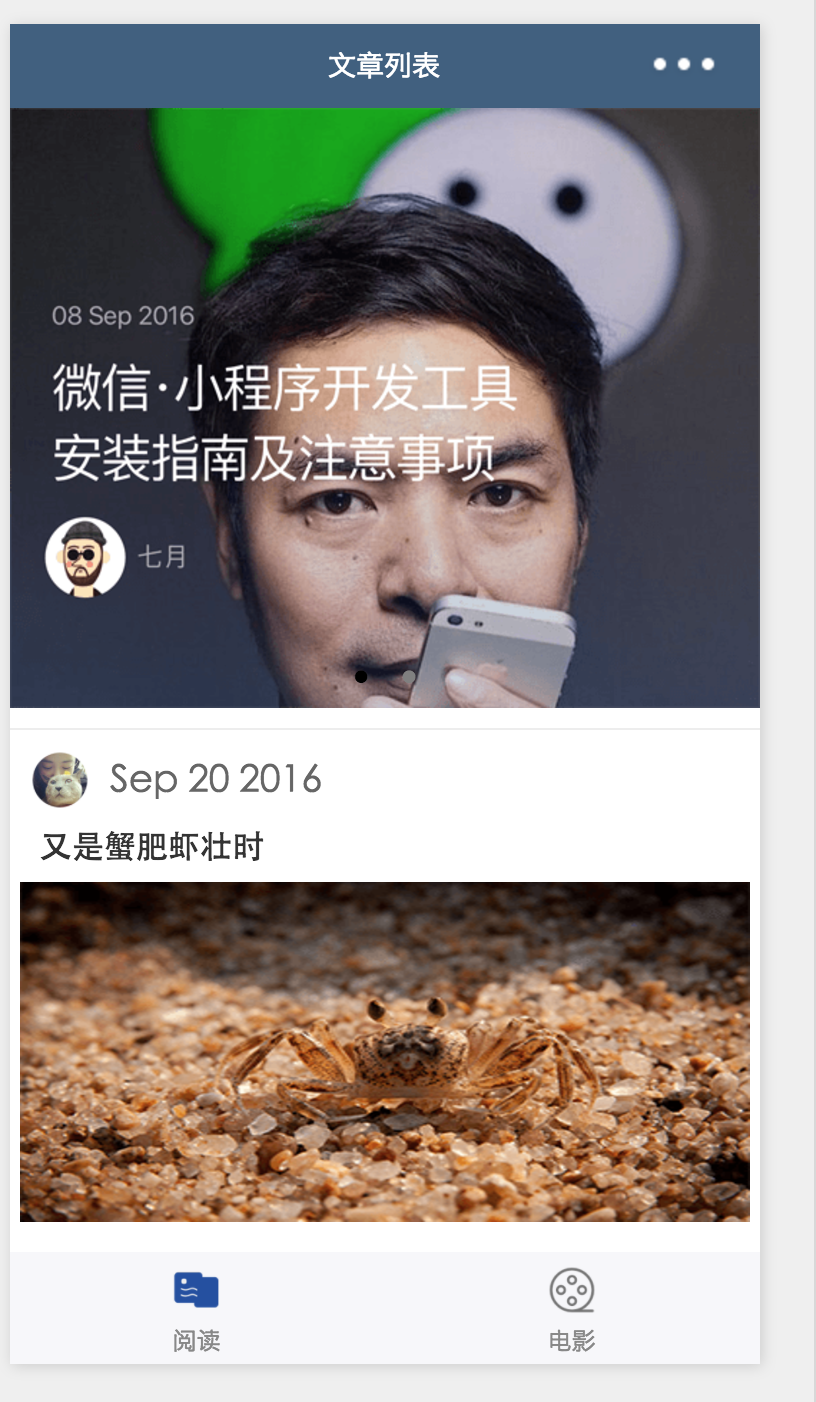 文章列表
08 Sep 2016
微信·小程序开发工具
安装指南及注意事项
七月
Sep 20 2016
又是蟹肥虾壮时
阅读
电影